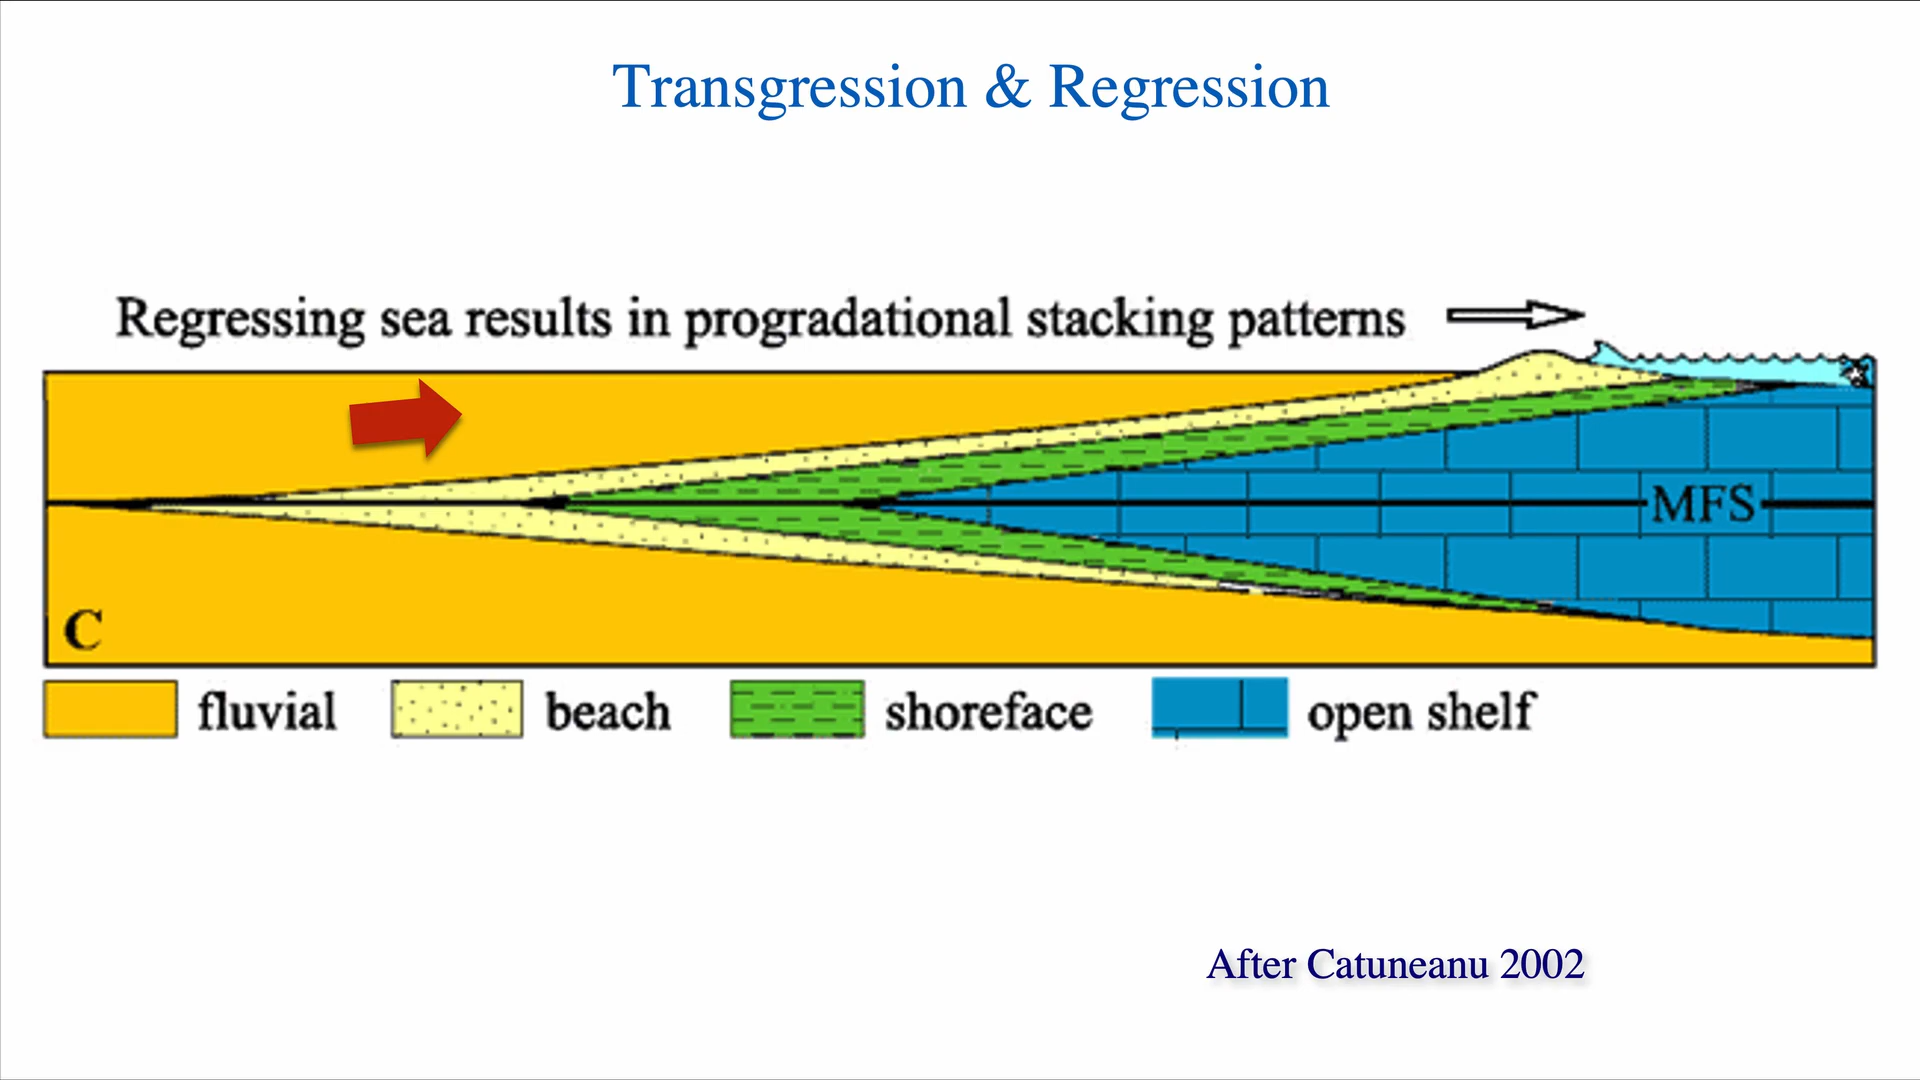 Transgression & Regression
Regressing sea results in progradational stacking patterns
MFS
C
fluvial beach shoreface open shelf
After Catuneanu 2002